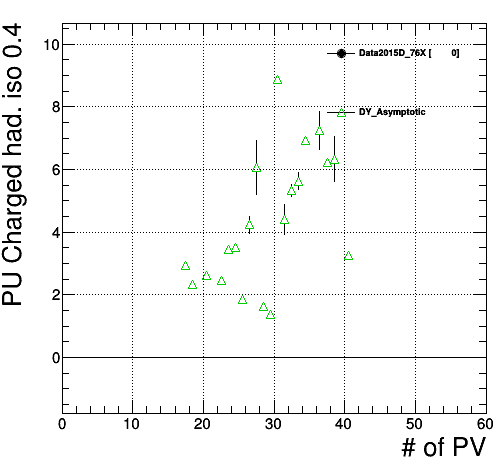 PU Charged had. iso 0.4
10
8
6
4
2
0
Data2015D_76X [ 0]
DY_Asymptotic
0 10 20 30 40 50 60
# of PV